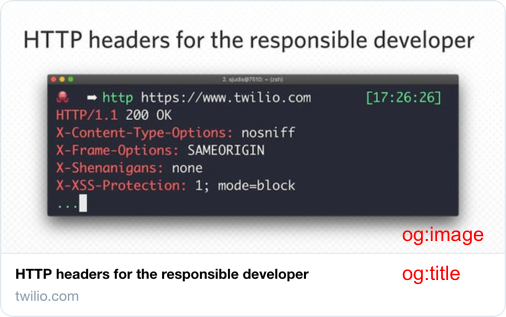 HTTP headers for the responsible developer
2. sjudis@7510: ~ (zsh)
➡ http https://www.twilio.com [17:26:26]
HTTP/1.1 200 OK
X-Content-Type-Options: nosniff
X-Frame-Options: SAMEORIGIN
X-Shenanigans: none
X-XSS-Protection: 1; mode=block
...
og:image
HTTP headers for the responsible developer
og:title
twilio.com